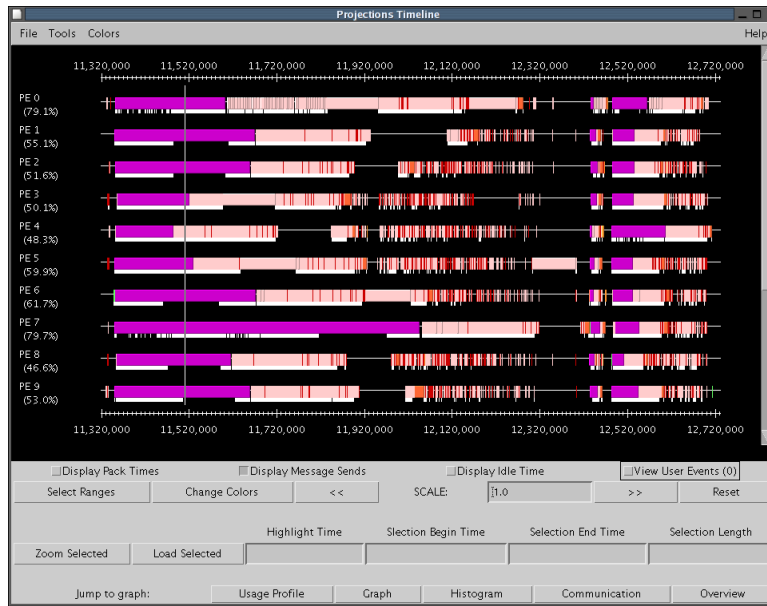 Projections Timeline
File Tools Colors Help
11,320,000 11,520,000 11,720,000 11,920,000 12,120,000 12,320,000 12,520,000 12,720,000
PE 0
(79.1%)
PE 1
(55.1%)
PE 2
(51.6%)
PE 3
(50.1%)
PE 4
(48.3%)
PE 5
(59.9%)
PE 6
(61.7%)
PE 7
(79.7%)
PE 8
(46.6%)
PE 9
(53.0%)
11,320,000 11,520,000 11,720,000 11,920,000 12,120,000 12,320,000 12,520,000 12,720,000
Display Pack Times Display Message Sends Display Idle Time View User Events (0)
Select Ranges Change Colors << SCALE: 1.0 >> Reset
Highlight Time Slection Begin Time Selection End Time Selection Length
Zoom Selected Load Selected
Jump to graph: Usage Profile Graph Histogram Communication Overview